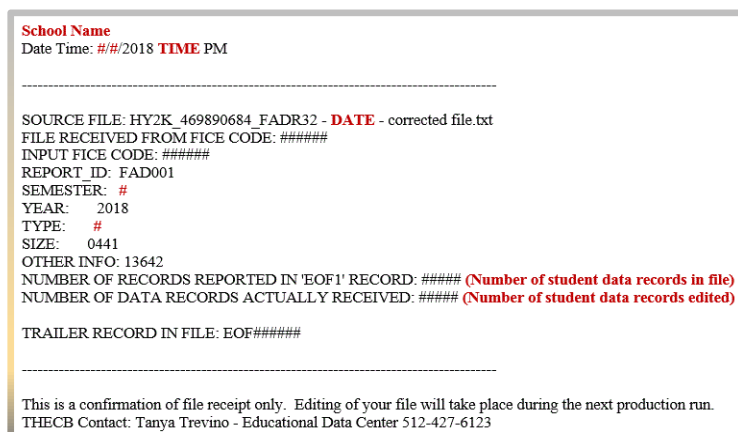 School Name
Date Time: #/#/2018 TIME PM
------------------------------------------------------------------------------------------
SOURCE FILE: HY2K_469890684_FADR32 - DATE - corrected file.txt
FILE RECEIVED FROM FICE CODE: ######
INPUT FICE CODE: ######
REPORT_ID: FAD001
SEMESTER: #
YEAR: 2018
TYPE: #
SIZE: 0441
OTHER INFO: 13642
NUMBER OF RECORDS REPORTED IN 'EOF1' RECORD: ##### (Number of student data records in file)
NUMBER OF DATA RECORDS ACTUALLY RECEIVED: ##### (Number of student data records edited)
TRAILER RECORD IN FILE: EOF######
------------------------------------------------------------------------------------------
This is a confirmation of file receipt only. Editing of your file will take place during the next production run.
THECB Contact: Tanya Trevino - Educational Data Center 512-427-6123